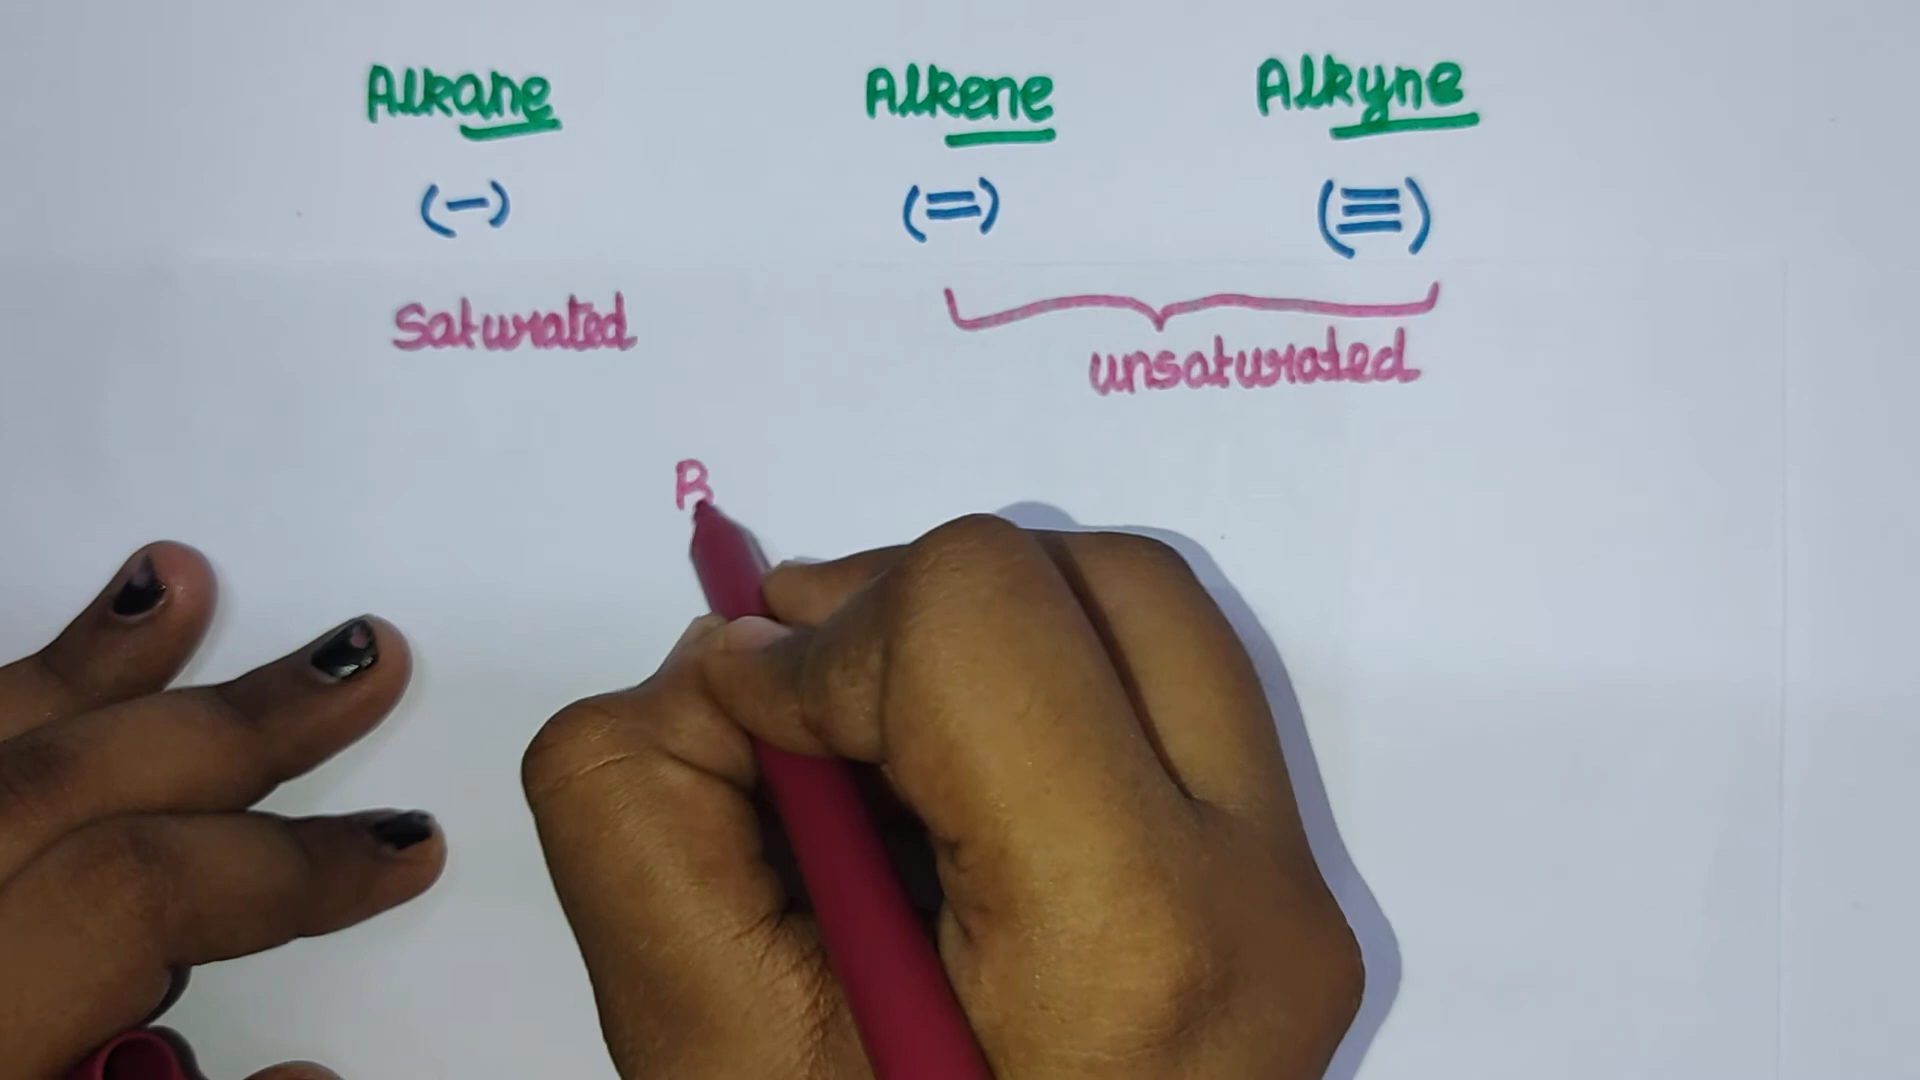 Alkane Alkene Alkyne
(-) (=) (≡)
Saturated
unsaturated
B